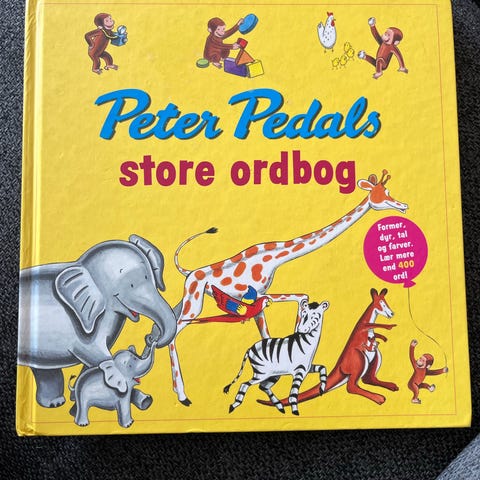 Peter Pedals
store ordbog
Former,
dyr, tal
og farver.
Lær mere
end 400
ord!